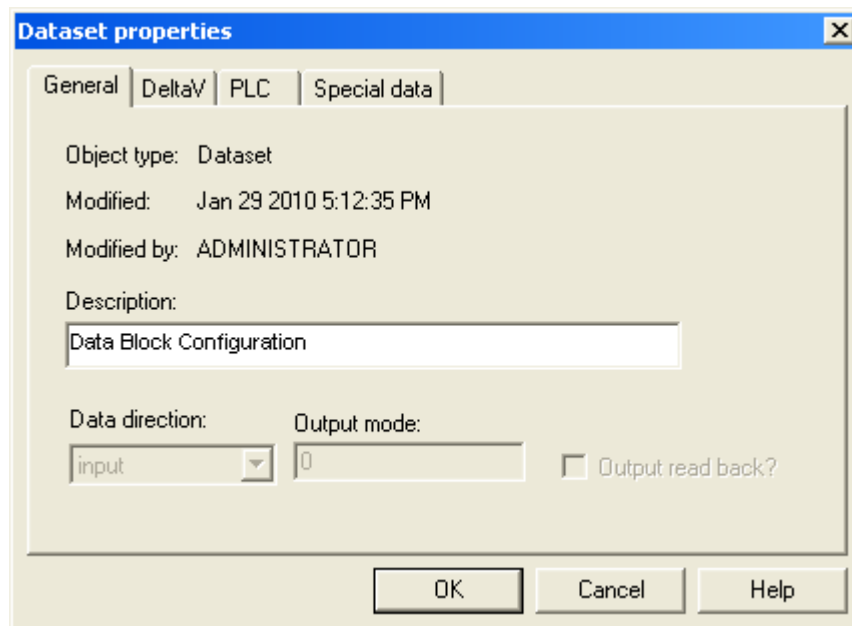 Dataset properties
General DeltaV PLC Special data
Object type: Dataset
Modified: Jan 29 2010 5:12:35 PM
Modified by: ADMINISTRATOR
Description:
Data Block Configuration
Data direction: Output mode:
input 0 Output read back?
OK Cancel Help